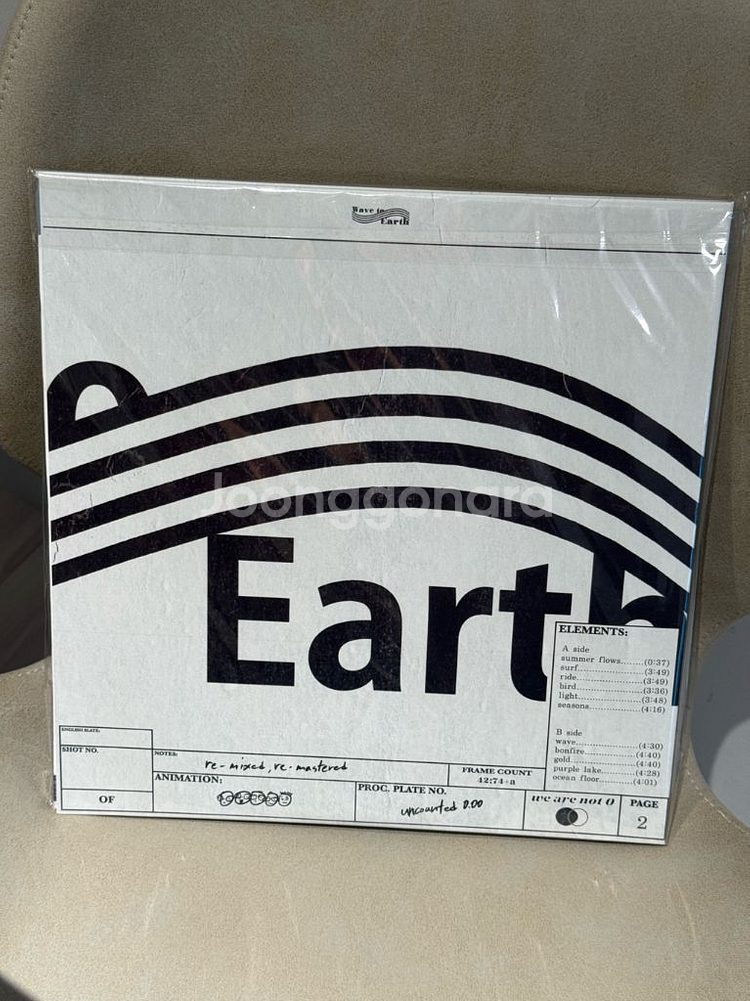 Wave to
Earth
Joonggonara
Earth
ELEMENTS:
A side
summer flows.......(0:37)
surf.......................(3:49)
ride.......................(3:49)
bird.......................(3:36)
light......................(3:48)
seasons...................(4:16)
B side
wave.......................(4:30)
bonfire....................(4:40)
gold.......................(4:40)
purple lake..............(4:28)
ocean floor..............(4:01)
ENGLISH SLATE:
SHOT NO.
OF
NOTES:
re-mixed, re-mastered
FRAME COUNT
42:74+a
ANIMATION:
PROC. PLATE NO.
uncounted 0.00
we are not 0
PAGE
2